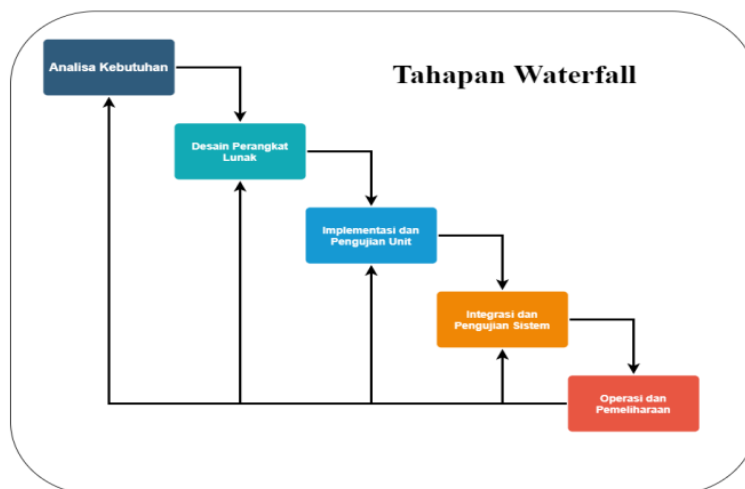 Analisa Kebutuhan
Tahapan Waterfall
Desain Perangkat
Lunak
Implementasi dan
Pengujian Unit
Integrasi dan
Pengujian Sistem
Operasi dan
Pemeliharaan